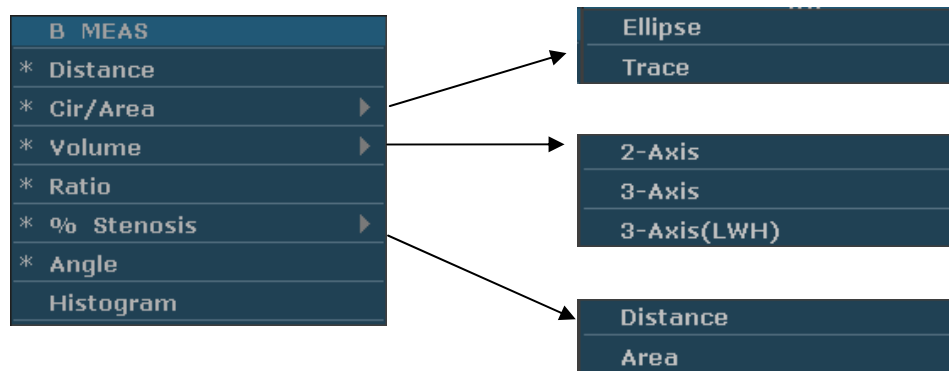 B MEAS
* Distance
* Cir/Area
* Volume
* Ratio
* % Stenosis
* Angle
Histogram
Ellipse
Trace
2-Axis
3-Axis
3-Axis(LWH)
Distance
Area